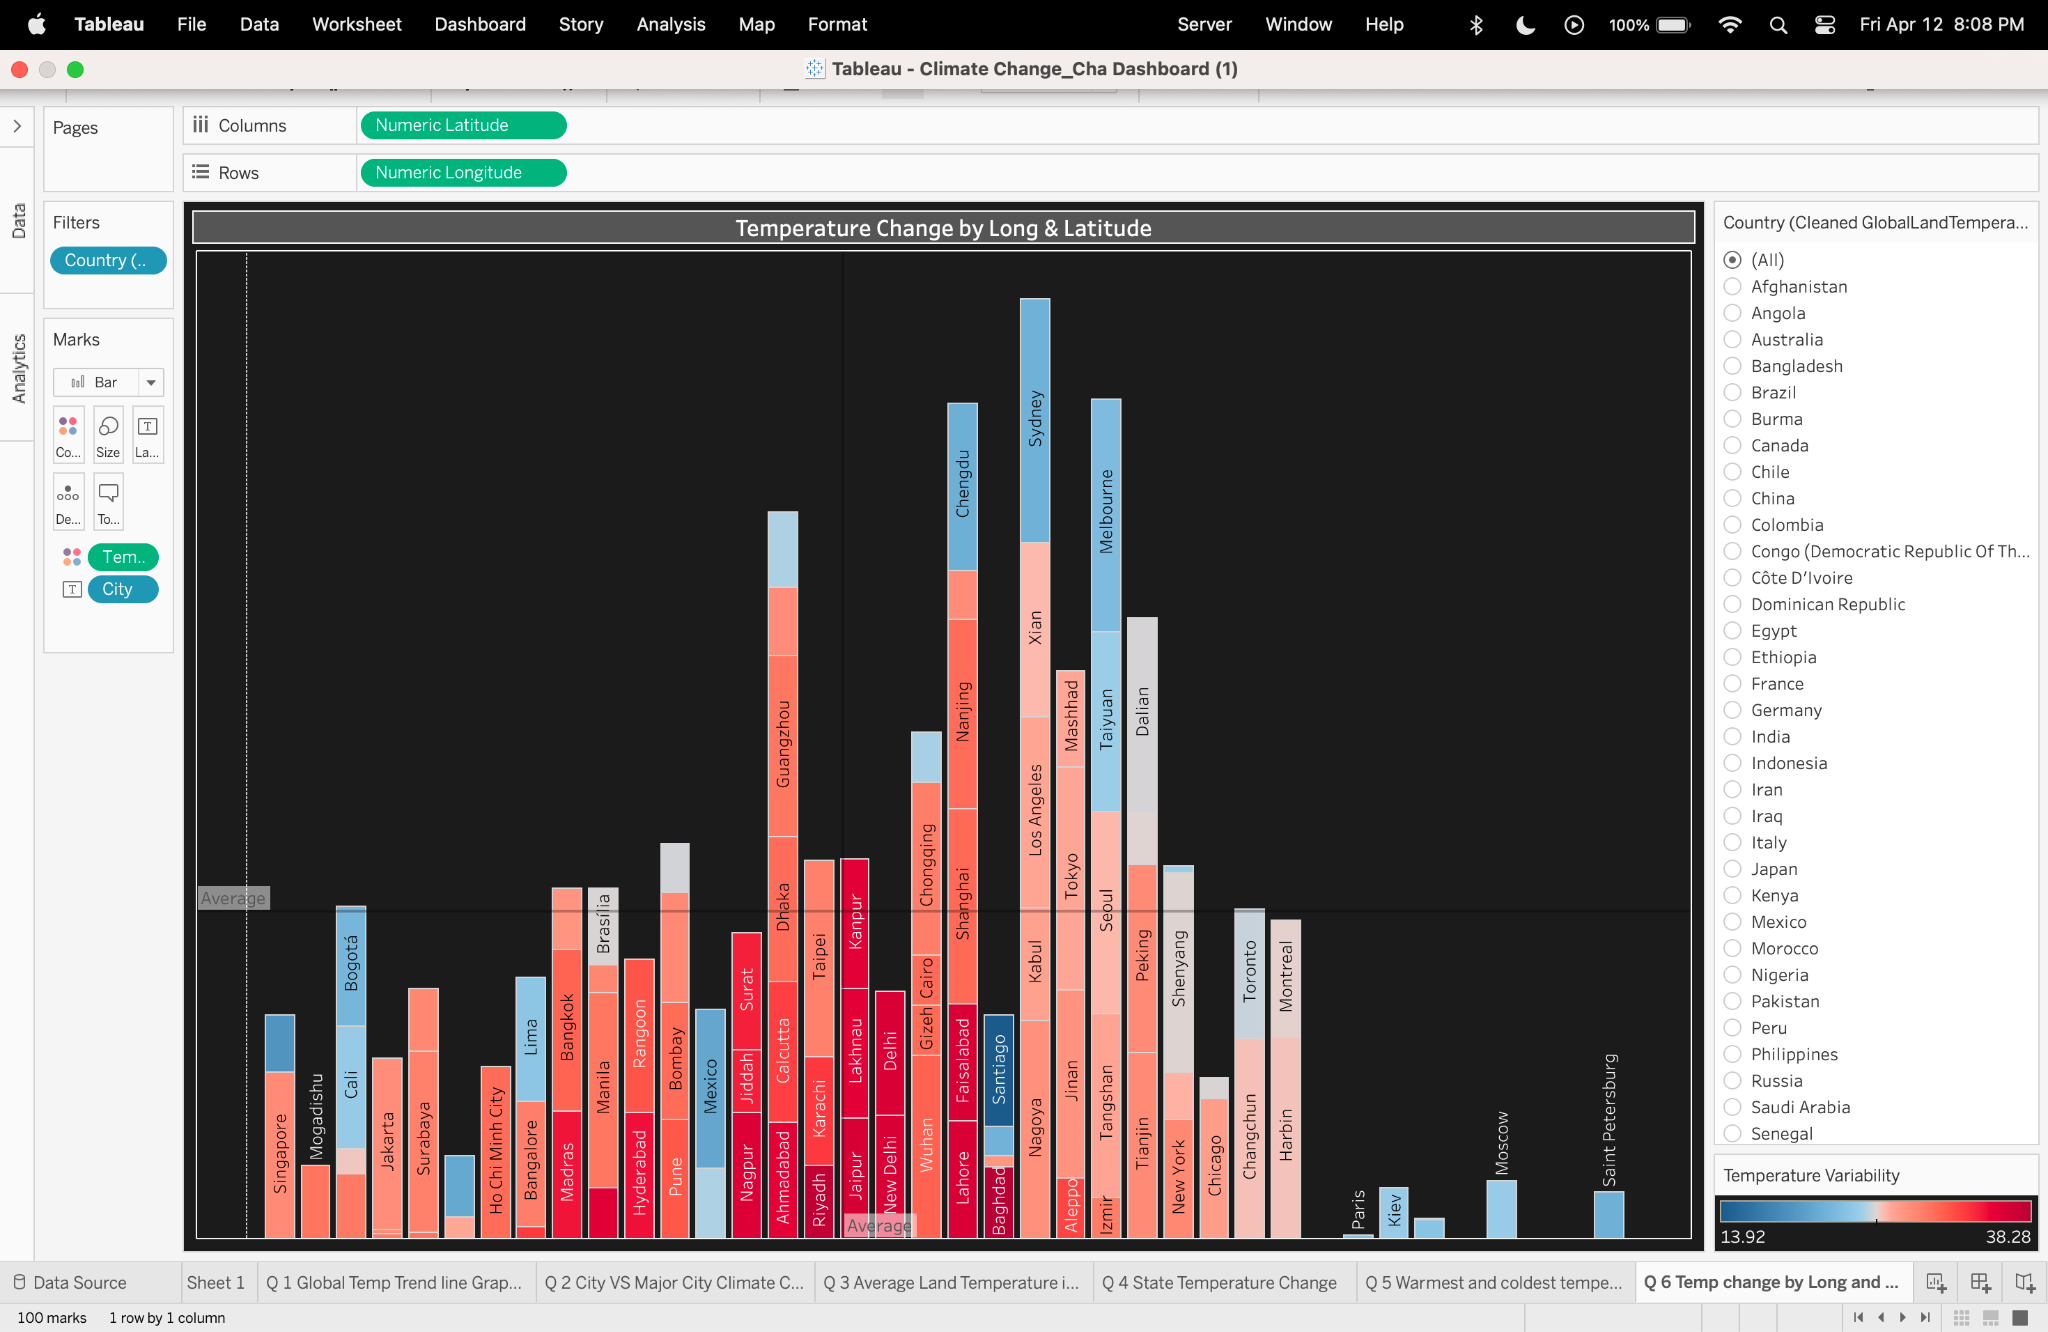 Tableau File Data Worksheet Dashboard Story Analysis Map Format Server Window Help 100% Fri Apr 12 8:08 PM
Tableau - Climate Change_Cha Dashboard (1)
Pages
Columns
Numeric Latitude
Rows
Numeric Longitude
Data
Analytics
Filters
Country (..
Marks
Bar
Co...
Size
La...
De...
To...
Tem..
City
Temperature Change by Long & Latitude
Average
Average
Singapore
Mogadishu
Bogotá
Cali
Jakarta
Surabaya
Ho Chi Minh City
Lima
Bangalore
Bangkok
Madras
Brasília
Manila
Rangoon
Hyderabad
Bombay
Pune
Mexico
Surat
Jiddah
Nagpur
Guangzhou
Dhaka
Calcutta
Ahmadabad
Taipei
Karachi
Riyadh
Kanpur
Lakhnau
Jaipur
Delhi
New Delhi
Chongqing
Cairo
Gizeh
Wuhan
Chengdu
Nanjing
Shanghai
Faisalabad
Lahore
Santiago
Baghdad
Sydney
Xian
Los Angeles
Kabul
Nagoya
Mashhad
Tokyo
Jinan
Aleppo
Melbourne
Taiyuan
Seoul
Tangshan
Izmir
Dalian
Peking
Tianjin
Shenyang
New York
Chicago
Toronto
Changchun
Montreal
Harbin
Paris
Kiev
Moscow
Saint Petersburg
Country (Cleaned GlobalLandTempera...
(All)
Afghanistan
Angola
Australia
Bangladesh
Brazil
Burma
Canada
Chile
China
Colombia
Congo (Democratic Republic Of Th...
Côte D'Ivoire
Dominican Republic
Egypt
Ethiopia
France
Germany
India
Indonesia
Iran
Iraq
Italy
Japan
Kenya
Mexico
Morocco
Nigeria
Pakistan
Peru
Philippines
Russia
Saudi Arabia
Senegal
Temperature Variability
13.92 38.28
Data Source
Sheet 1
Q 1 Global Temp Trend line Grap...
Q 2 City VS Major City Climate C...
Q 3 Average Land Temperature i...
Q 4 State Temperature Change
Q 5 Warmest and coldest tempe...
Q 6 Temp change by Long and ...
100 marks 1 row by 1 column